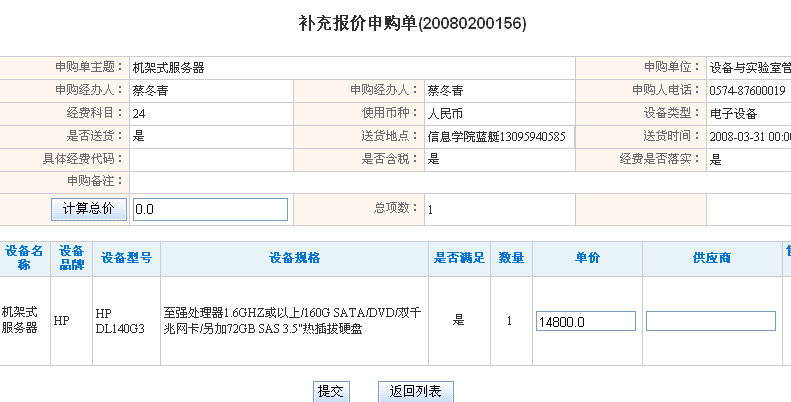 补充报价申购单(20080200156)
申购单主题： 机架式服务器 申购单位： 设备与实验室管
申购经办人： 蔡冬青 申购经办人： 蔡冬青 申购人电话： 0574-87600019
经费科目： 24 使用币种： 人民币 设备类型： 电子设备
是否送货： 是 送货地点： 信息学院蓝艇13095940585 送货时间： 2008-03-31 00:00
具体经费代码： 是否含税： 是 经费是否落实： 是
申购备注：
计算总价 0.0 总项数： 1
设备名称 设备品牌 设备型号 设备规格 是否满足 数量 单价 供应商
机架式服务器 HP HP DL140G3 至强处理器1.6GHZ或以上/160G SATA/DVD/双千
兆网卡/另加72GB SAS 3.5"热插拔硬盘 是 1 14800.0
提交 返回列表